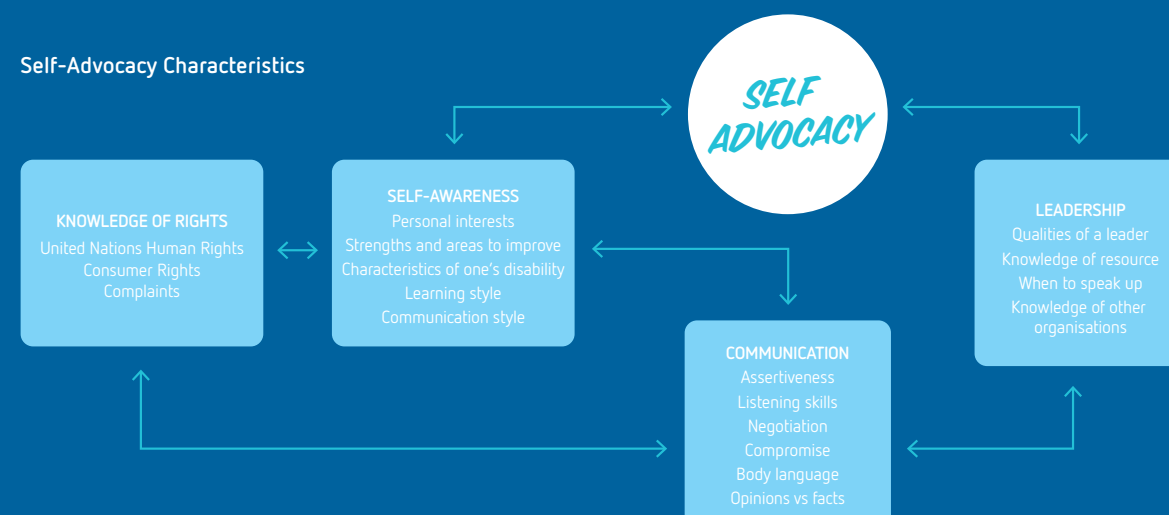 Self-Advocacy Characteristics
SELF
ADVOCACY
KNOWLEDGE OF RIGHTS
United Nations Human Rights
Consumer Rights
Complaints
SELF-AWARENESS
Personal interests
Strengths and areas to improve
Characteristics of one's disability
Learning style
Communication style
COMMUNICATION
Assertiveness
Listening skills
Negotiation
Compromise
Body language
Opinions vs facts
LEADERSHIP
Qualities of a leader
Knowledge of resource
When to speak up
Knowledge of other
organisations